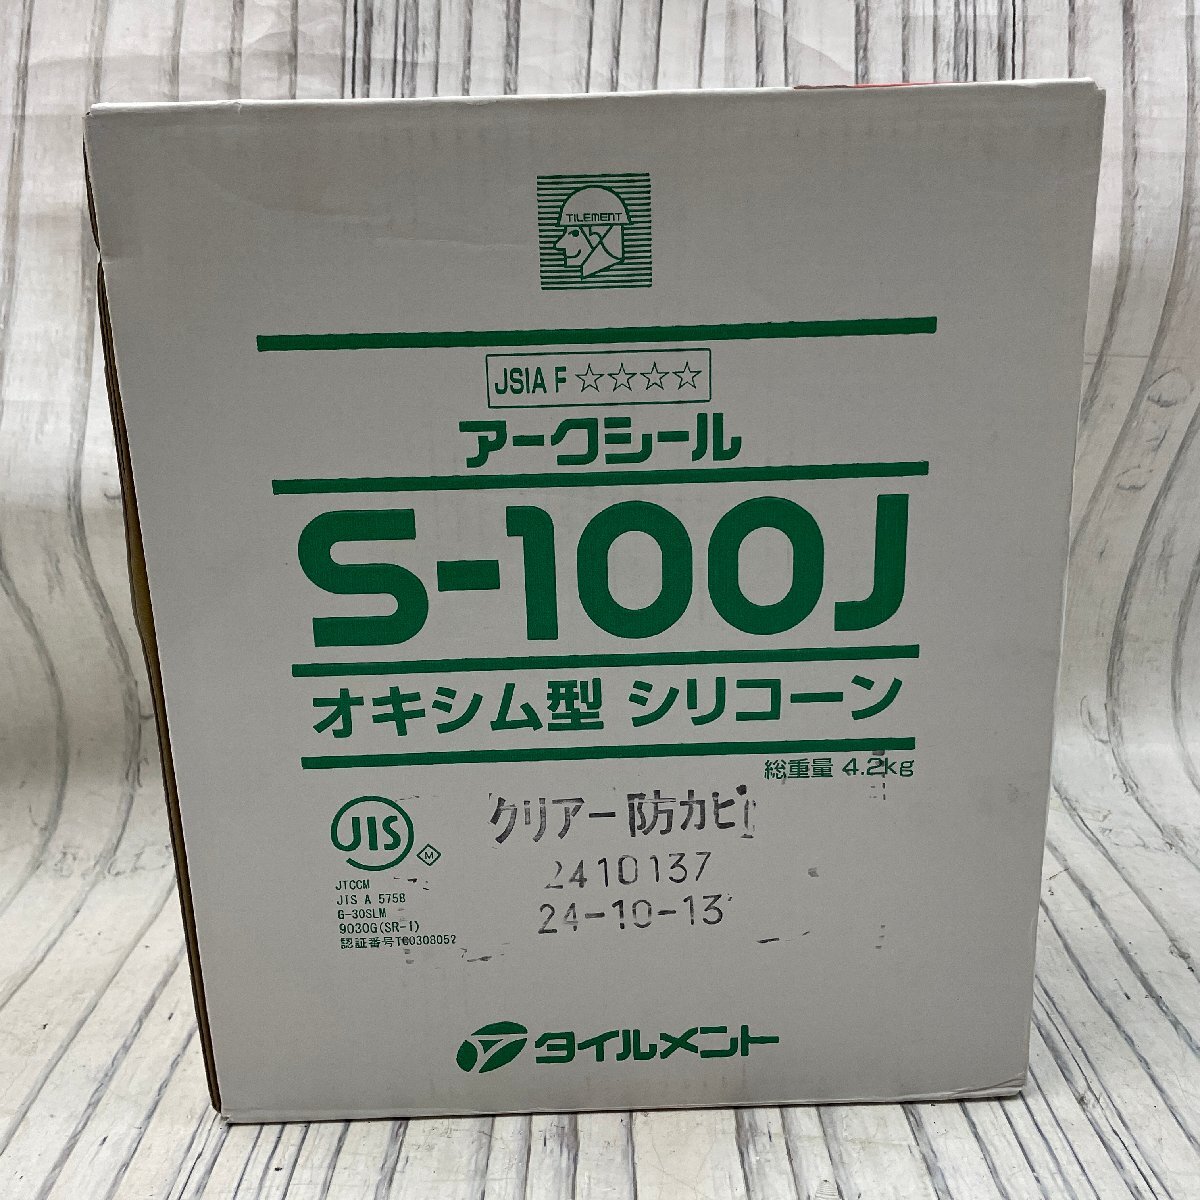 TILEMENT
JSIA F ☆☆☆☆
アークシール
S-100J
オキシム型 シリコーン
総重量 4.2kg
クリアー防カビ
2410137
24-10-13
JIS
M
JTCCM
JIS A 5758
G-30SLM
9030G(SR-1)
認証番号TC0308052
タイルメント